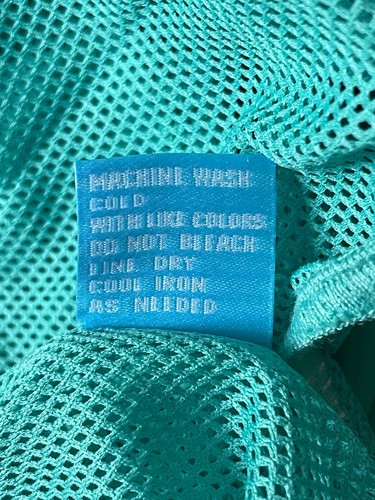 MACHINE WASH
COLD
WITH LIKE COLORS
DO NOT BLEACH
LINE DRY
COOL IRON
AS NEEDED